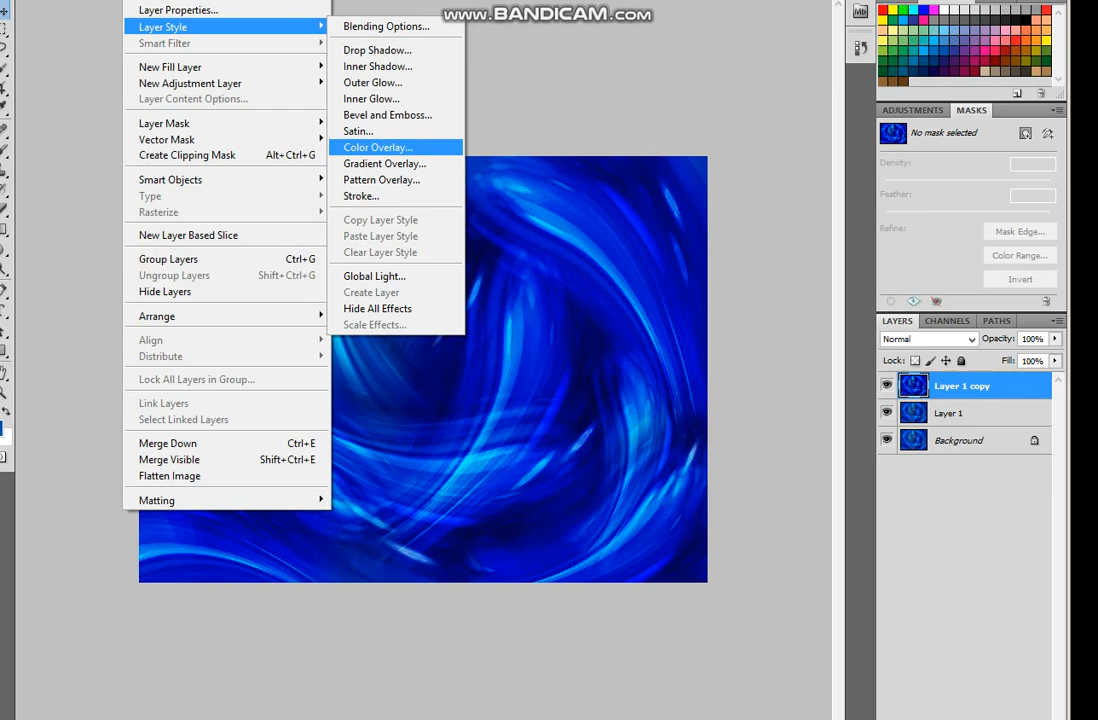 www.BANDICAM.com
Layer Properties...
Layer Style
Smart Filter
New Fill Layer
New Adjustment Layer
Layer Content Options...
Layer Mask
Vector Mask
Create Clipping Mask Alt+Ctrl+G
Smart Objects
Type
Rasterize
New Layer Based Slice
Group Layers Ctrl+G
Ungroup Layers Shift+Ctrl+G
Hide Layers
Arrange
Align
Distribute
Lock All Layers in Group...
Link Layers
Select Linked Layers
Merge Down Ctrl+E
Merge Visible Shift+Ctrl+E
Flatten Image
Matting
Blending Options...
Drop Shadow...
Inner Shadow...
Outer Glow...
Inner Glow...
Bevel and Emboss...
Satin...
Color Overlay...
Gradient Overlay...
Pattern Overlay...
Stroke...
Copy Layer Style
Paste Layer Style
Clear Layer Style
Global Light...
Create Layer
Hide All Effects
Scale Effects...
Mb
ADJUSTMENTS MASKS
No mask selected
Density:
Feather:
Refine:
Mask Edge...
Color Range...
Invert
LAYERS CHANNELS PATHS
Normal Opacity: 100%
Lock: Fill: 100%
Layer 1 copy
Layer 1
Background